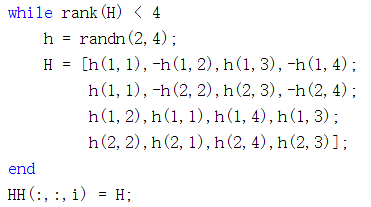 while rank(H) < 4
h = randn(2,4);
H = [h(1,1),-h(1,2),h(1,3),-h(1,4);
h(1,1),-h(2,2),h(2,3),-h(2,4);
h(1,2),h(1,1),h(1,4),h(1,3);
h(2,2),h(2,1),h(2,4),h(2,3)];
end
HH(:,:,i) = H;